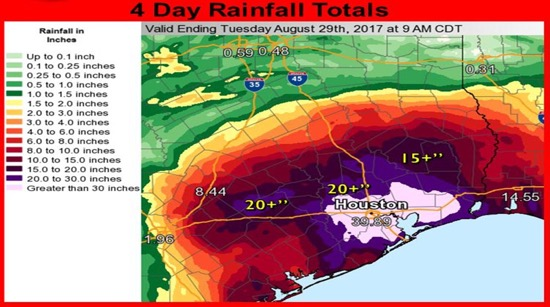 4 Day Rainfall Totals
Valid Ending Tuesday August 29th, 2017 at 9 AM CDT
Rainfall in
Inches
Up to 0.1 inch
0.1 to 0.25 inches
0.25 to 0.5 inches
0.5 to 1.0 inches
1.0 to 1.5 inches
1.5 to 2.0 inches
2.0 to 3.0 inches
3.0 to 4.0 inches
4.0 to 6.0 inches
6.0 to 8.0 inches
8.0 to 10.0 inches
10.0 to 15.0 inches
15.0 to 20.0 inches
20.0 to 30.0 inches
Greater than 30 inches
0.59 0.48
0.31
35
45
15+''
8.44
20+''
20+''
Houston
14.55
39.89
1.96